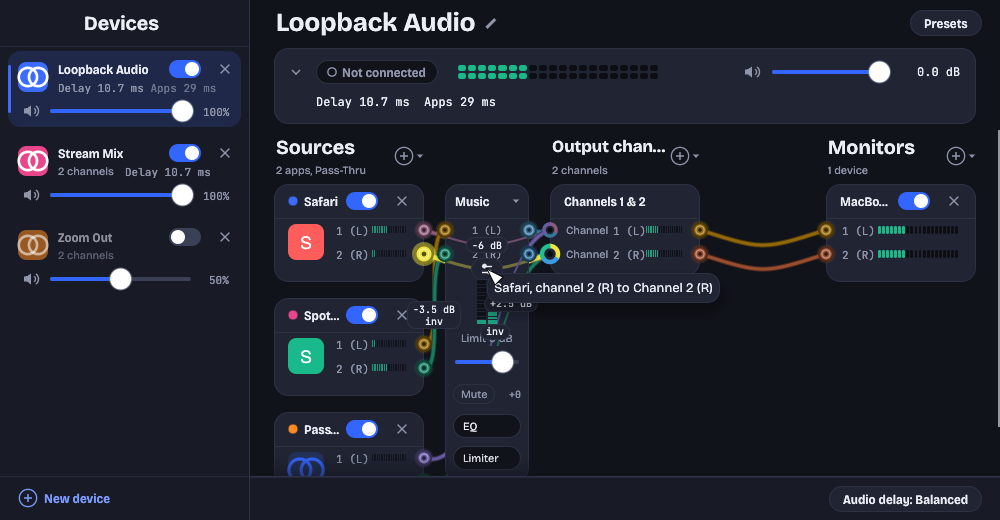 Devices
Loopback Audio
Delay 10.7 ms Apps 29 ms
100%
Stream Mix
2 channels Delay 10.7 ms
100%
Zoom Out
2 channels
50%
New device
Loopback Audio
Presets
Not connected
0.0 dB
Delay 10.7 ms Apps 29 ms
Sources
2 apps, Pass-Thru
Output chan...
2 channels
Monitors
1 device
Safari
S
1 (L)
2 (R)
Spot...
S
1 (L)
2 (R)
Pass...
1 (L)
Music
1 (L)
-6 dB
2 (R)
-3.5 dB
inv
+2.5 dB
inv
Mute +0
EQ
Limiter
Channels 1 & 2
Channel 1 (L)
Channel 2 (R)
Safari, channel 2 (R) to Channel 2 (R)
MacBo...
1 (L)
2 (R)
Audio delay: Balanced